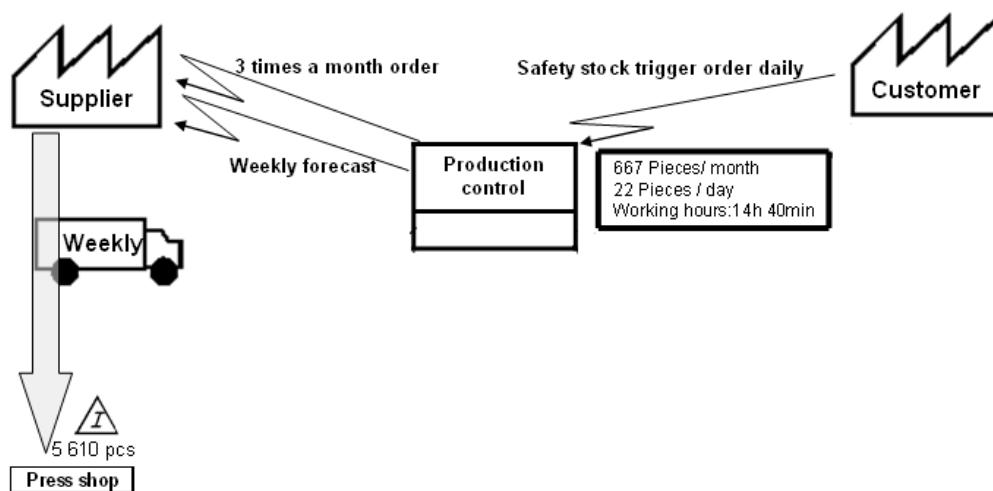 3 times a month order
Safety stock trigger order daily
Supplier
Customer
Weekly forecast
Production
control
667 Pieces/ month
22 Pieces / day
Working hours:14h 40min
Weekly
I
5 610 pcs
Press shop